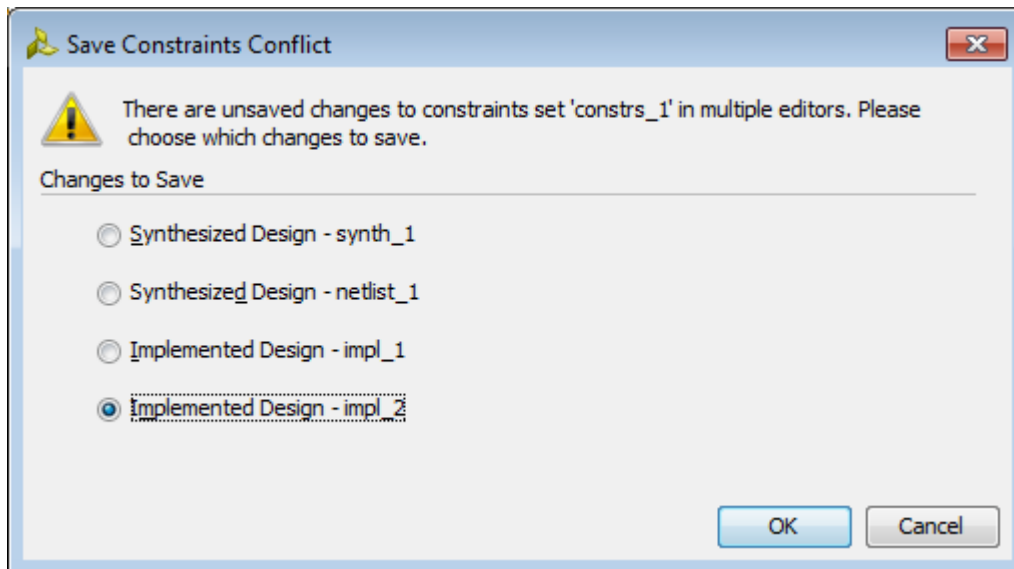 Save Constraints Conflict
There are unsaved changes to constraints set 'constrs_1' in multiple editors. Please
choose which changes to save.
Changes to Save
Synthesized Design - synth_1
Synthesized Design - netlist_1
Implemented Design - impl_1
Implemented Design - impl_2
OK
Cancel